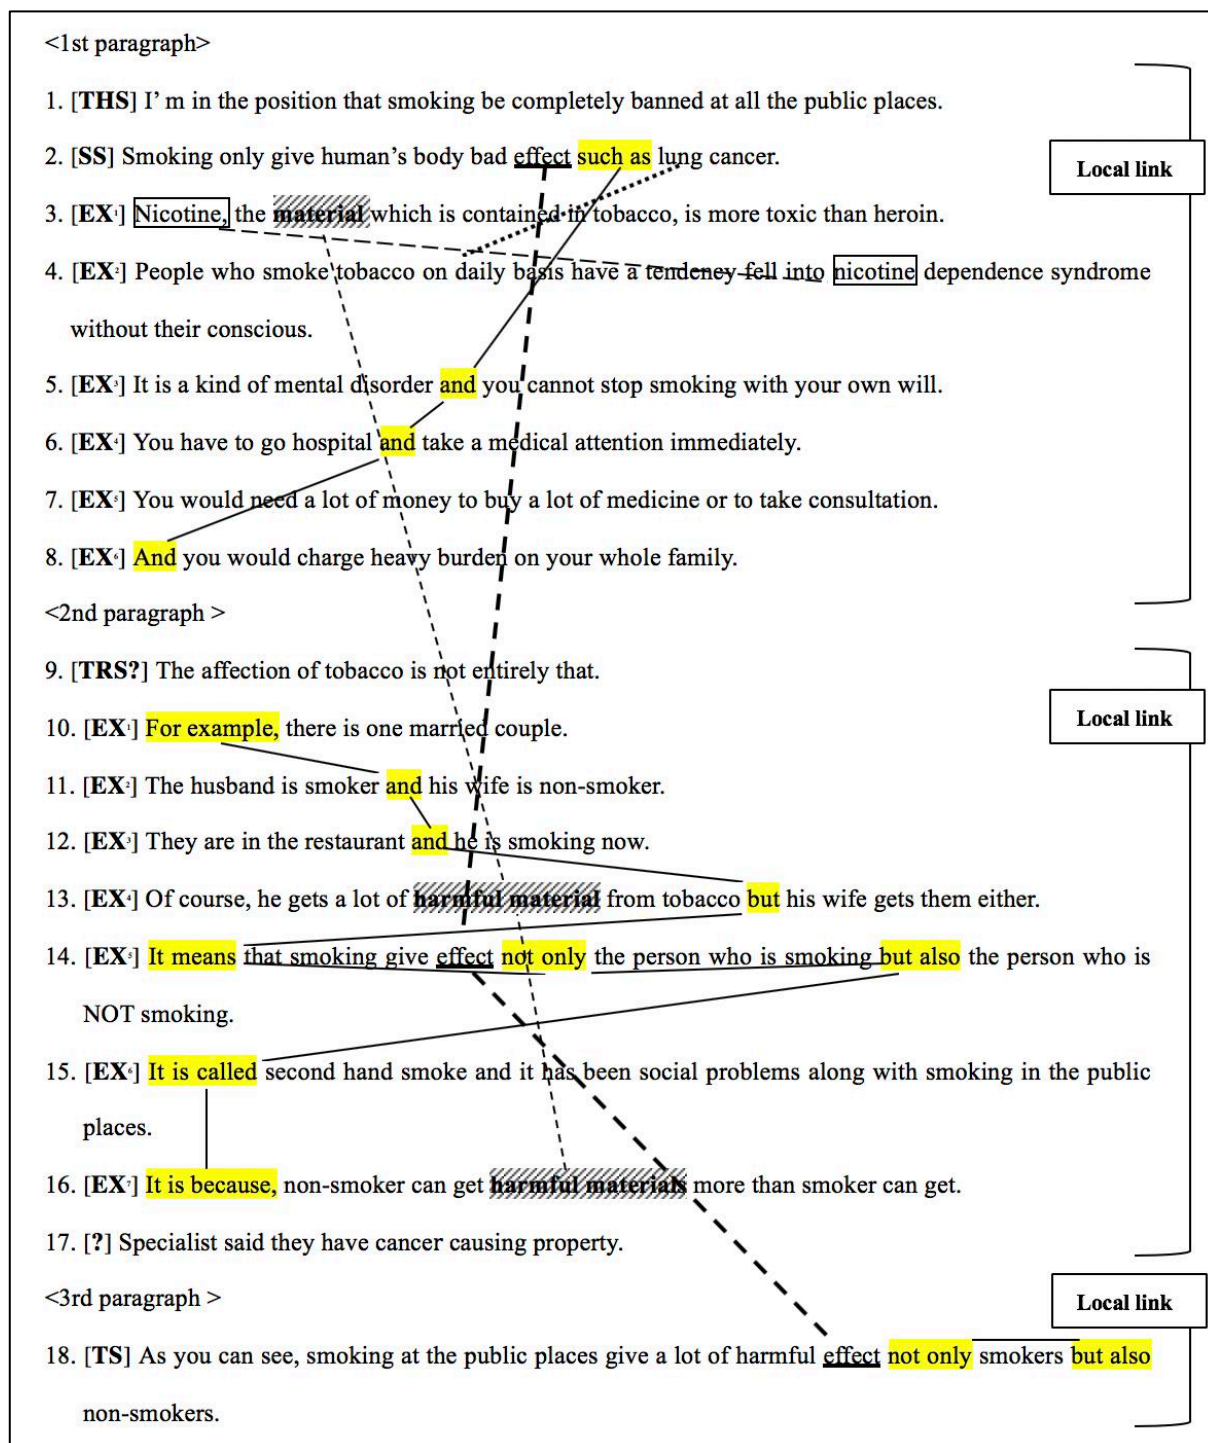 <1st paragraph>
1. [THS] I’ m in the position that smoking be completely banned at all the public places.
2. [SS] Smoking only give human’s body bad effect such as lung cancer.
Local link
3. [EX¹] Nicotine, the material which is contained in tobacco, is more toxic than heroin.
4. [EX²] People who smoke tobacco on daily basis have a tendency fell into nicotine dependence syndrome
without their conscious.
5. [EX³] It is a kind of mental disorder and you cannot stop smoking with your own will.
6. [EX⁴] You have to go hospital and take a medical attention immediately.
7. [EX⁵] You would need a lot of money to buy a lot of medicine or to take consultation.
8. [EX⁶] And you would charge heavy burden on your whole family.
<2nd paragraph >
9. [TRS?] The affection of tobacco is not entirely that.
Local link
10. [EX¹] For example, there is one married couple.
11. [EX²] The husband is smoker and his wife is non-smoker.
12. [EX³] They are in the restaurant and he is smoking now.
13. [EX⁴] Of course, he gets a lot of harmful material from tobacco but his wife gets them either.
14. [EX⁵] It means that smoking give effect not only the person who is smoking but also the person who is
NOT smoking.
15. [EX⁶] It is called second hand smoke and it has been social problems along with smoking in the public
places.
16. [EX⁷] It is because, non-smoker can get harmful materials more than smoker can get.
17. [?] Specialist said they have cancer causing property.
<3rd paragraph >
Local link
18. [TS] As you can see, smoking at the public places give a lot of harmful effect not only smokers but also
non-smokers.